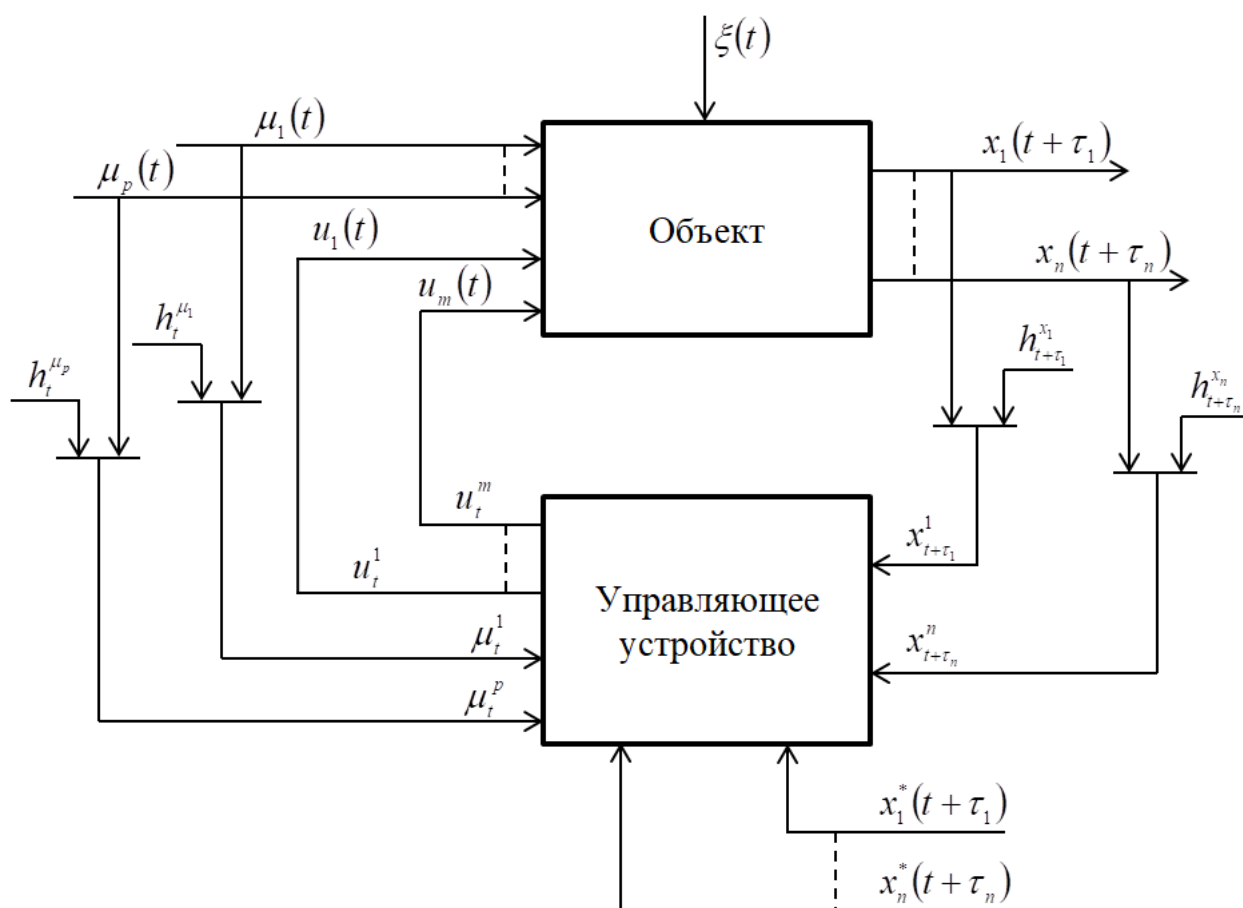 ξ(t)
μ₁(t)
μₚ(t)
u₁(t)
uₘ(t)
Объект
x₁(t + τ₁)
xₙ(t + τₙ)
h_t^{μ₁}
h_t^{μₚ}
h_{t+τ₁}^{x₁}
h_{t+τₙ}^{xₙ}
u_t^m
u_t^1
μ_t^1
μ_t^p
Управляющее
устройство
x_{t+τ₁}^1
x_{t+τₙ}^n
x₁^*(t + τ₁)
xₙ^*(t + τₙ)